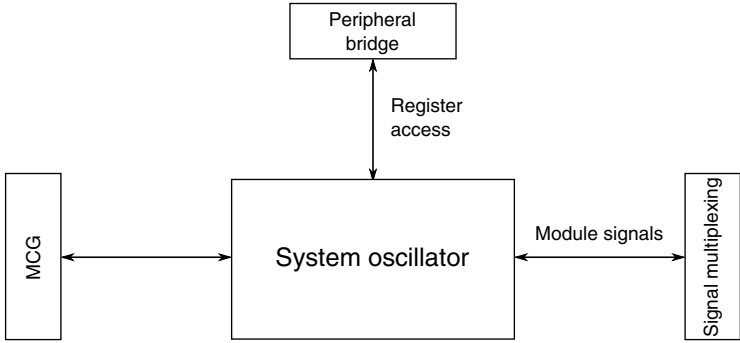 Peripheral
bridge
Register
access
MCG
System oscillator
Module signals
Signal multiplexing